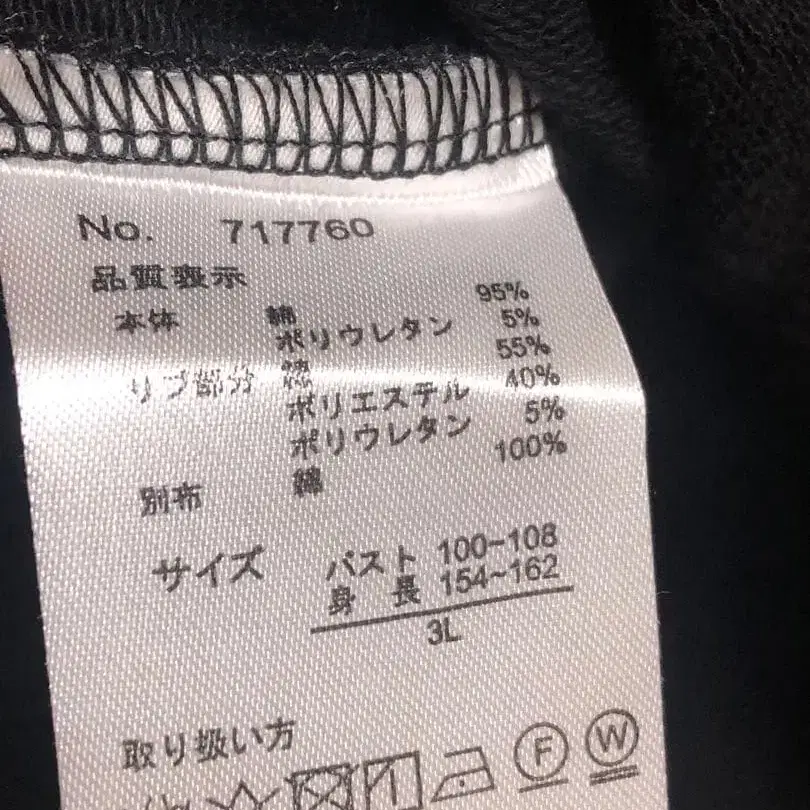 No. 717760
品質表示
本体 綿 95%
ポリウレタン 5%
リブ部分 綿 55%
ポリエステル 40%
ポリウレタン 5%
別布 綿 100%
サイズ バスト 100~108
身長 154~162
3L
取り扱い方
F W